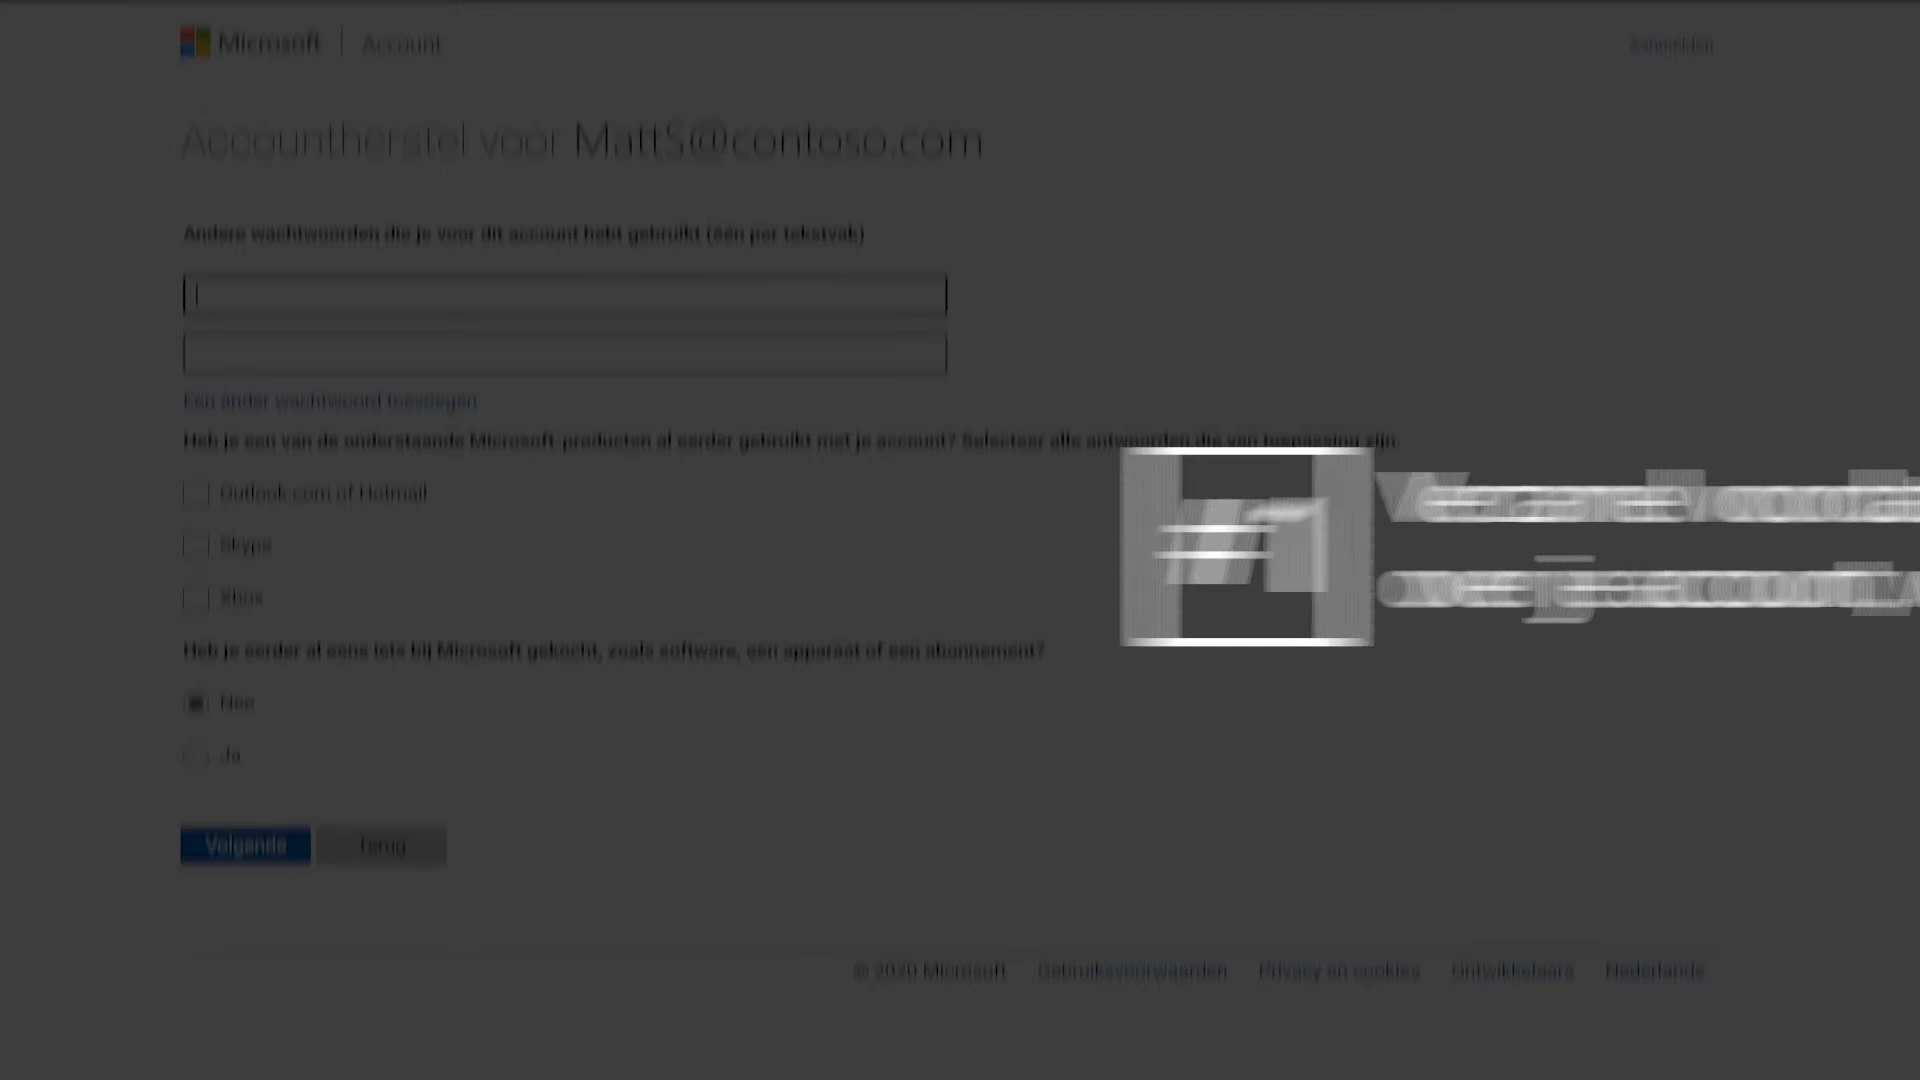 Microsoft | Account
Aanmelden
Accountherstel voor MattS@contoso.com
Andere wachtwoorden die je voor dit account hebt gebruikt (één per tekstvak)
Een ander wachtwoord toevoegen
Heb je een van de onderstaande Microsoft-producten al eerder gebruikt met je account? Selecteer alle antwoorden die van toepassing zijn.
Outlook.com of Hotmail
Skype
Xbox
#1
Heb je eerder al eens iets bij Microsoft gekocht, zoals software, een apparaat of een abonnement?
Nee
Ja
Volgende
Terug
© 2020 Microsoft Gebruiksvoorwaarden Privacy en cookies Ontwikkelaars Nederlands